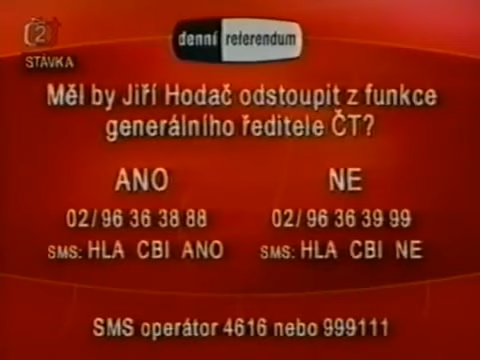 2
STÁVKA
denní referendum
Měl by Jiří Hodač odstoupit z funkce
generálního ředitele ČT?
ANO NE
02/96 36 38 88 02/96 36 39 99
SMS: HLA CBI ANO SMS: HLA CBI NE
SMS operátor 4616 nebo 999111